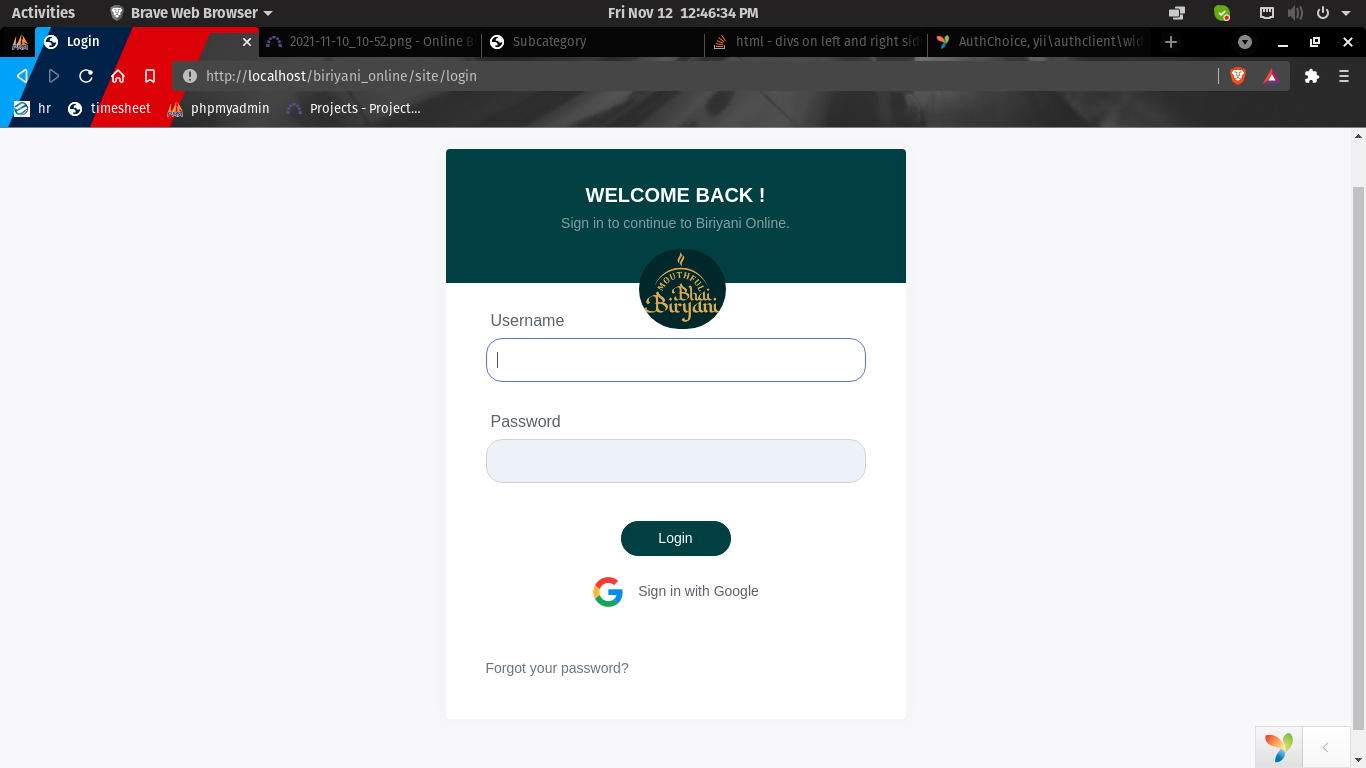 Activities
Brave Web Browser
Fri Nov 12 12:46:34 PM
Login
2021-11-10_10-52.png - Online B
Subcategory
html - divs on left and right sid
AuthChoice, yii\authclient\wid
http://localhost/biriyani_online/site/login
hr
timesheet
phpmyadmin
Projects - Project...
WELCOME BACK !
Sign in to continue to Biriyani Online.
MOUTHFUL
Bhai
Biryani
Username
Password
Login
Sign in with Google
Forgot your password?